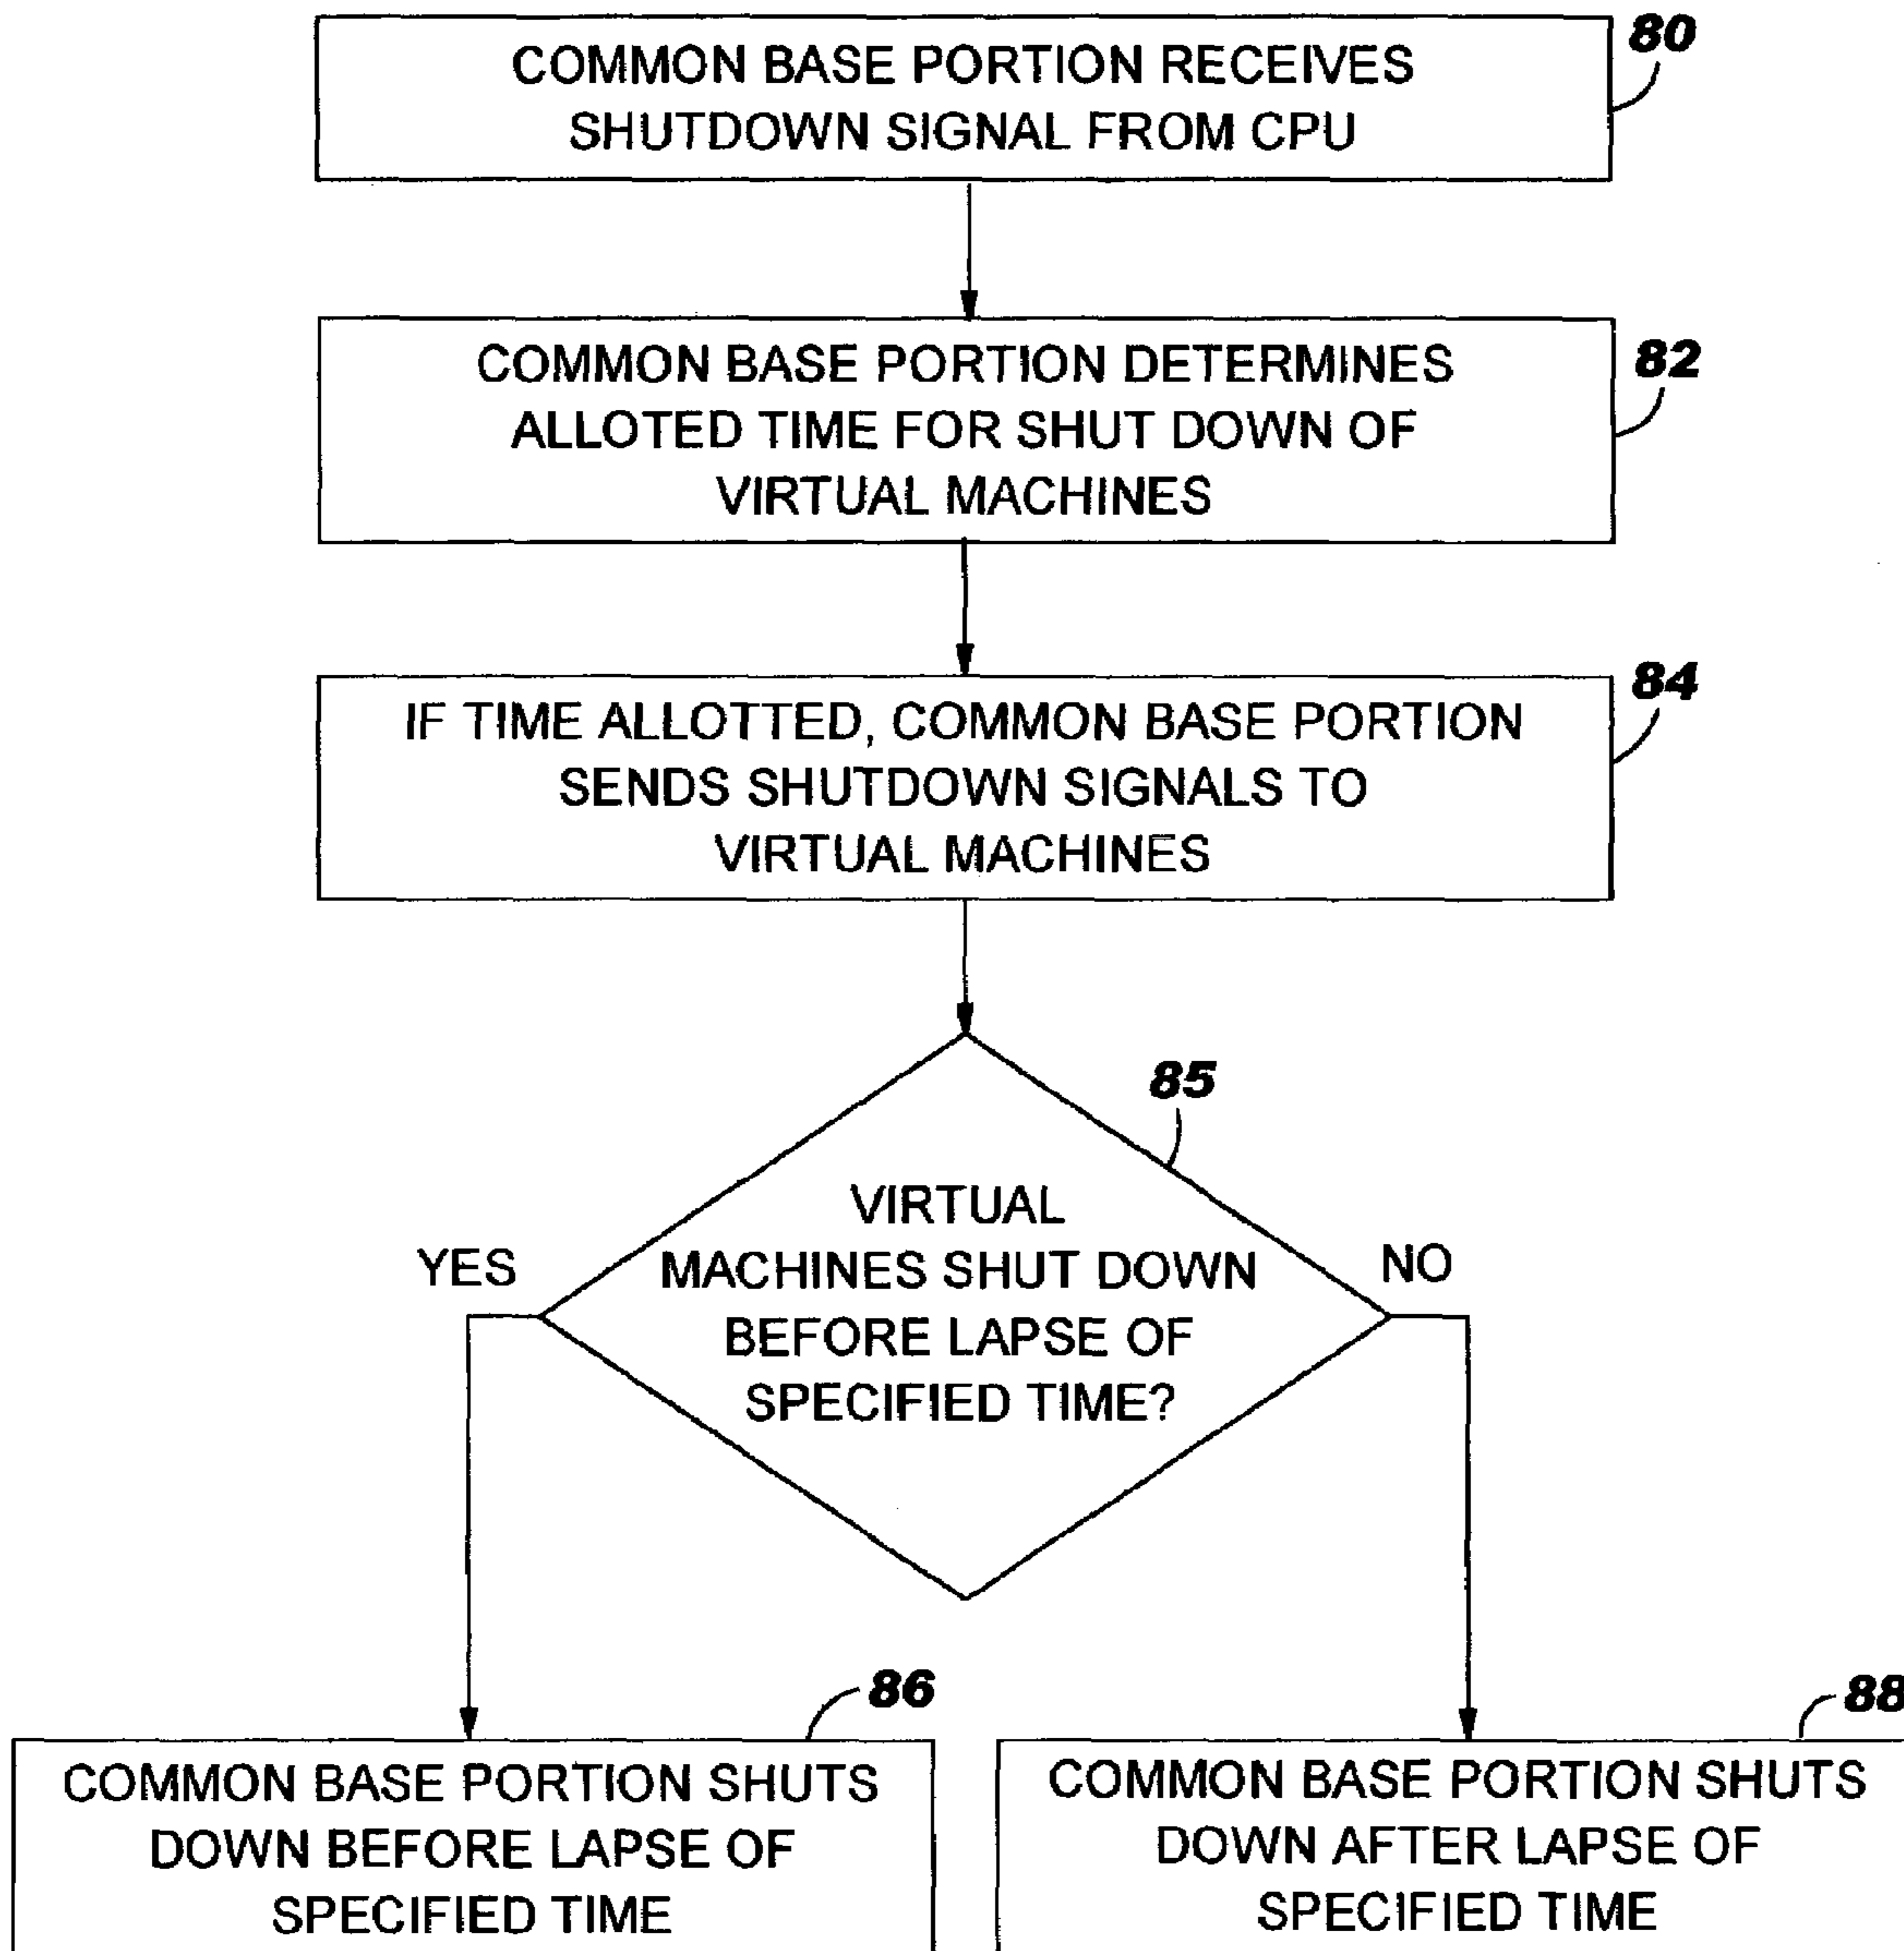 COMMON BASE PORTION RECEIVES
SHUTDOWN SIGNAL FROM CPU
80
COMMON BASE PORTION DETERMINES
ALLOTED TIME FOR SHUT DOWN OF
VIRTUAL MACHINES
82
IF TIME ALLOTTED, COMMON BASE PORTION
SENDS SHUTDOWN SIGNALS TO
VIRTUAL MACHINES
84
85
VIRTUAL
MACHINES SHUT DOWN
BEFORE LAPSE OF
SPECIFIED TIME?
YES
NO
86
COMMON BASE PORTION SHUTS
DOWN BEFORE LAPSE OF
SPECIFIED TIME
88
COMMON BASE PORTION SHUTS
DOWN AFTER LAPSE OF
SPECIFIED TIME